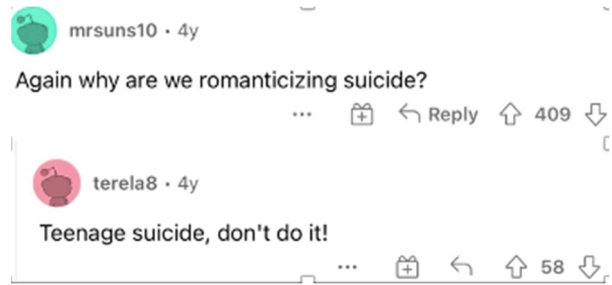 mrsuns10 · 4y
Again why are we romanticizing suicide?
Reply 409
terela8 · 4y
Teenage suicide, don't do it!
58